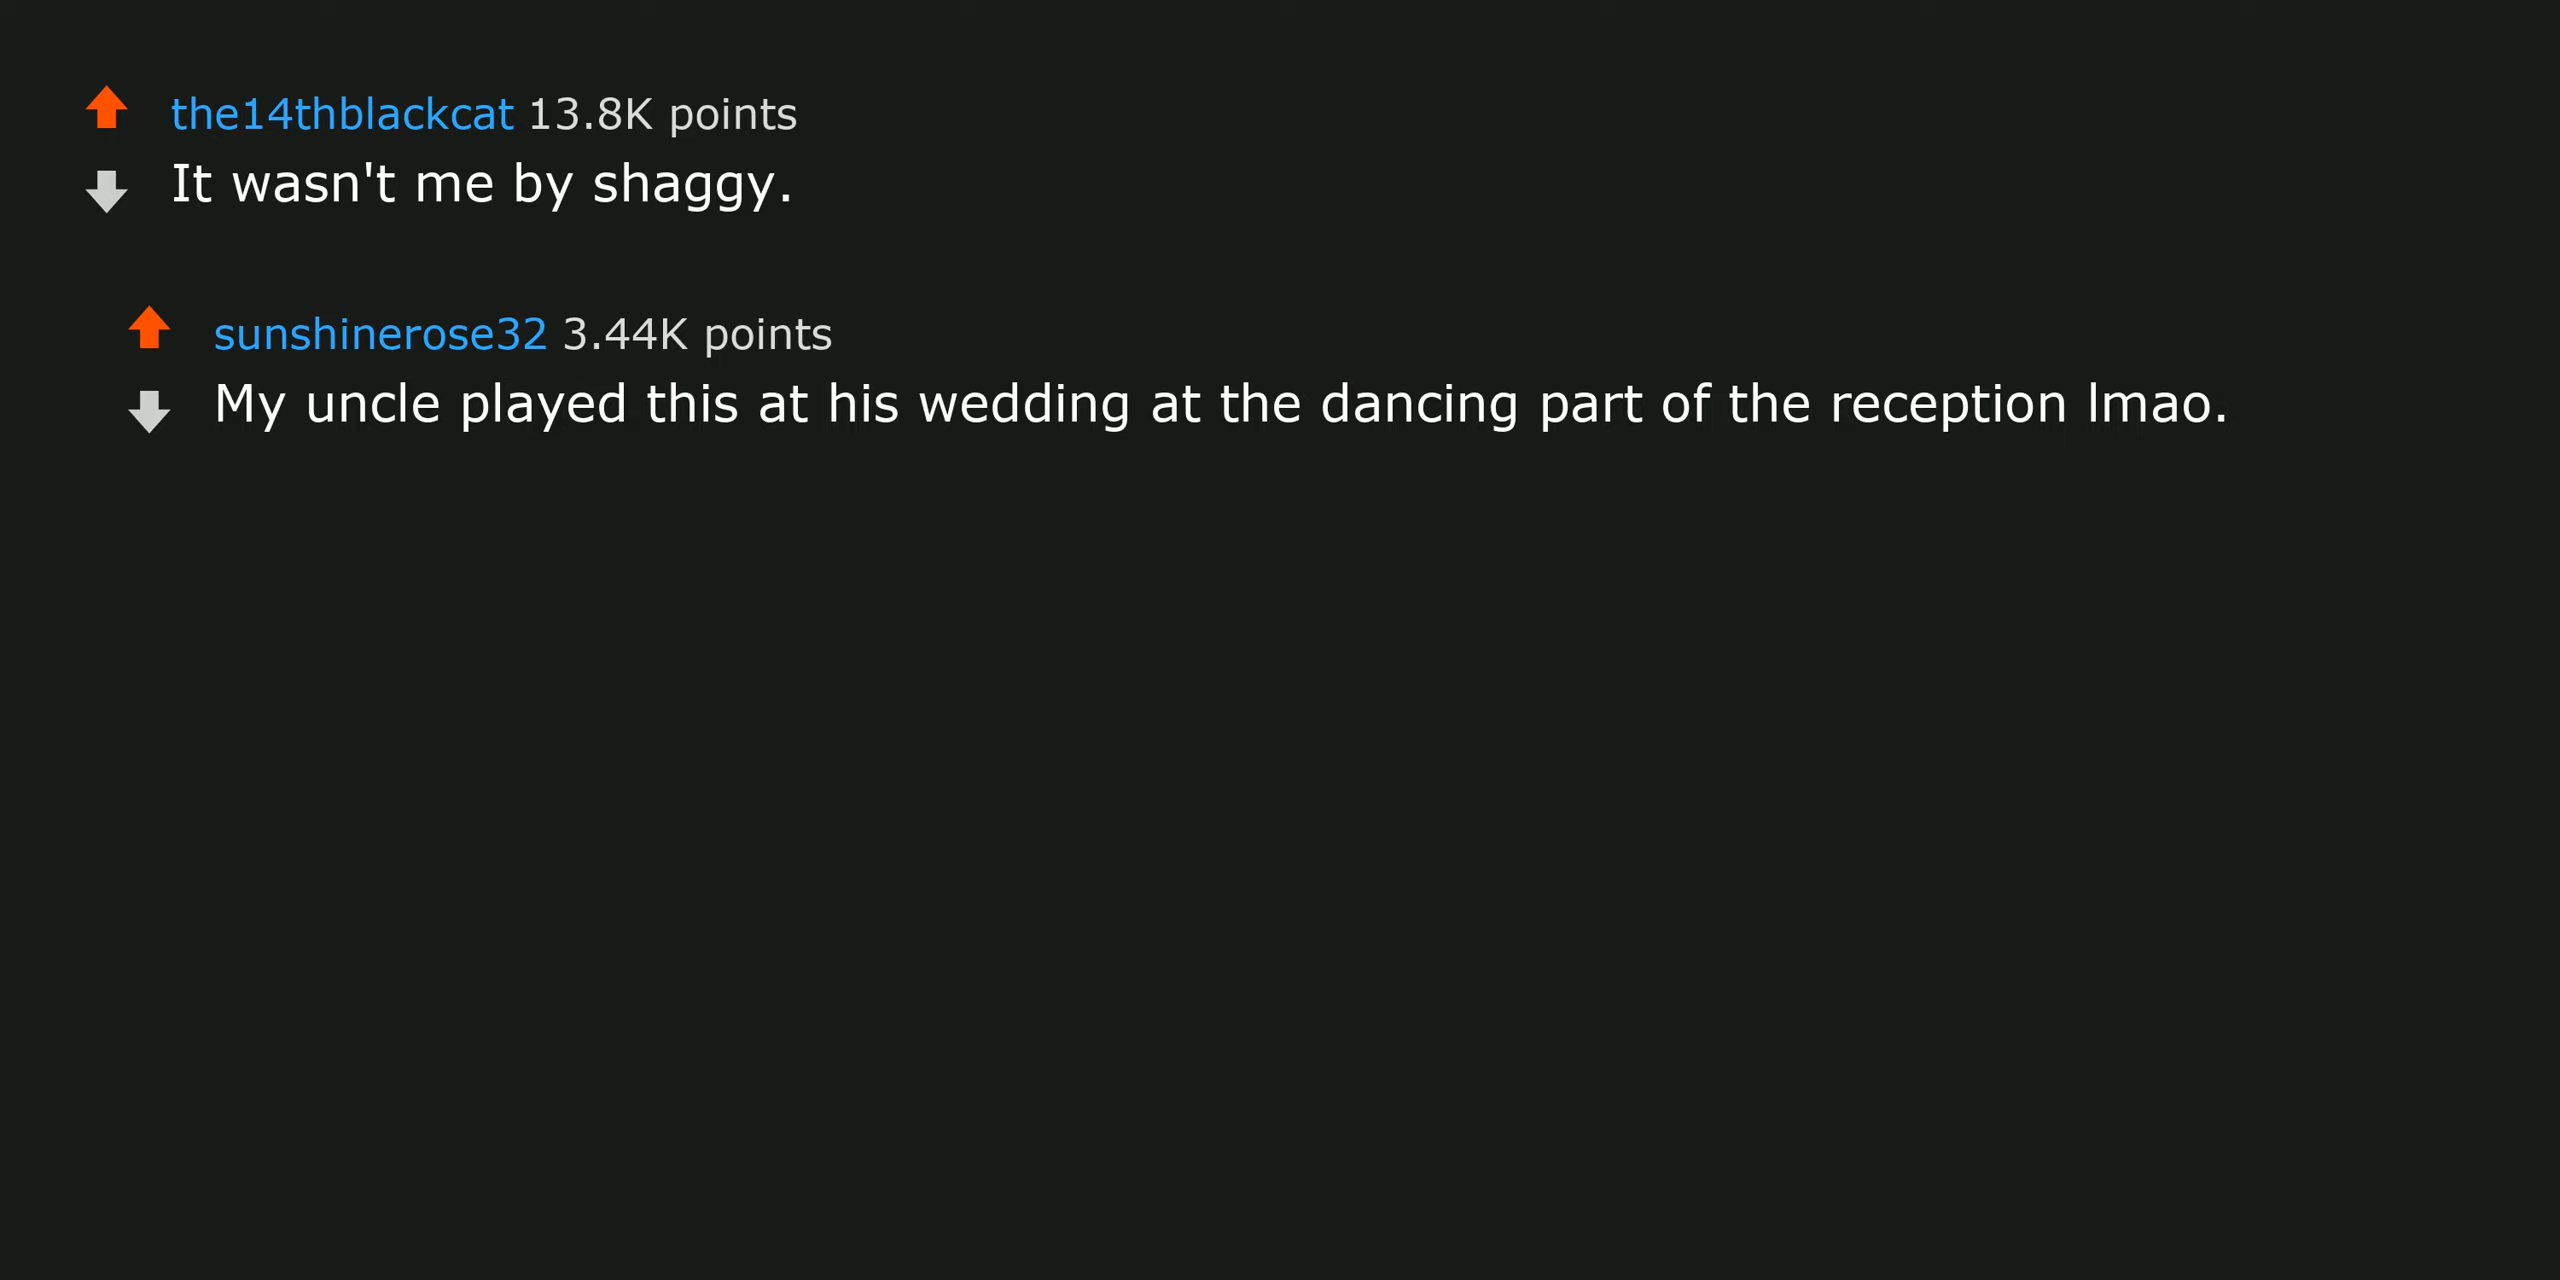 the14thblackcat 13.8K points
It wasn't me by shaggy.
sunshinerose32 3.44K points
My uncle played this at his wedding at the dancing part of the reception lmao.